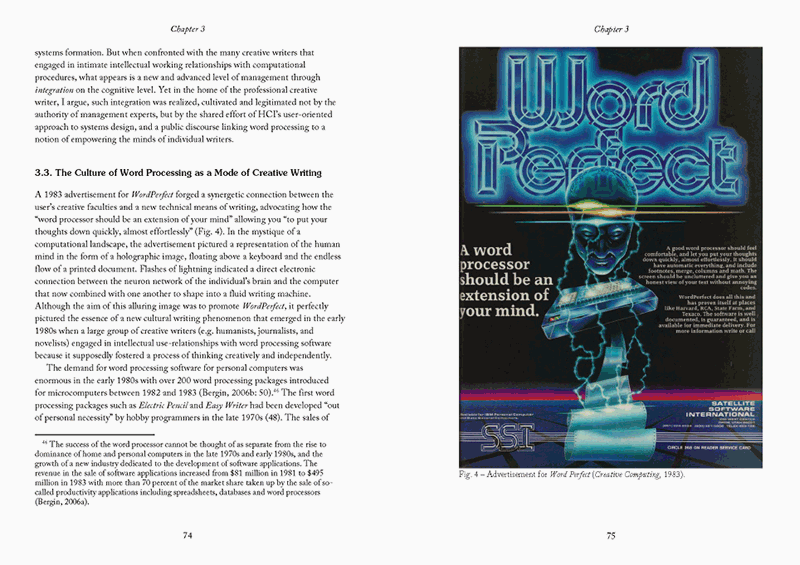 Chapter 3
systems formation. But when confronted with the many creative writers that
engaged in intimate intellectual working relationships with computational
procedures, what appears is a new and advanced level of management through
integration on the cognitive level. Yet in the home of the professional creative
writer, I argue, such integration was realized, cultivated and legitimated not by the
authority of management experts, but by the shared effort of HCI's user-oriented
approach to systems design, and a public discourse linking word processing to a
notion of empowering the minds of individual writers.
3.3. The Culture of Word Processing as a Mode of Creative Writing
A 1983 advertisement for WordPerfect forged a synergetic connection between the
user's creative faculties and a new technical means of writing, advocating how the
“word processor should be an extension of your mind” allowing you “to put your
thoughts down quickly, almost effortlessly” (Fig. 4). In the mystique of a
computational landscape, the advertisement pictured a representation of the human
mind in the form of a holographic image, floating above a keyboard and the endless
flow of a printed document. Flashes of lightning indicated a direct electronic
connection between the neuron network of the individual's brain and the computer
that now combined with one another to shape into a fluid writing machine.
Although the aim of this alluring image was to promote WordPerfect, it perfectly
pictured the essence of a new cultural writing phenomenon that emerged in the early
1980s when a large group of creative writers (e.g. humanists, journalists, and
novelists) engaged in intellectual use-relationships with word processing software
because it supposedly fostered a process of thinking creatively and independently.
The demand for word processing software for personal computers was
enormous in the early 1980s with over 200 word processing packages introduced
for microcomputers between 1982 and 1983 (Bergin, 2006b: 50).⁴⁶ The first word
processing packages such as Electric Pencil and Easy Writer had been developed “out
of personal necessity” by hobby programmers in the late 1970s (48). The sales of
⁴⁶ The success of the word processor cannot be thought of as separate from the rise to
dominance of home and personal computers in the late 1970s and early 1980s, and the
growth of a new industry dedicated to the development of software applications. The
revenue in the sale of software applications increased from $81 million in 1981 to $495
million in 1983 with more than 70 percent of the market share taken up by the sale of so–
called productivity applications including spreadsheets, databases and word processors
(Bergin, 2006a).
74
Chapter 3
Word
Perfect
A word
processor
should be an
extension of
your mind.
A good word processor should feel
comfortable, and let you put your thoughts
down quickly, almost effortlessly. It should
have automatic everything, and include
footnotes, merge, columns and math. The
screen should be uncluttered and give you an
honest view of your text without annoying
codes.
WordPerfect does all this and
has proven itself at places
like Harvard, RCA, State Farm, and
Texaco. The software is well
documented, is guaranteed, and is
available for immediate delivery. For
more information write or call
SATELLITE
SOFTWARE
INTERNATIONAL
SSI
CIRCLE 268 ON READER SERVICE CARD
Fig. 4 – Advertisement for Word Perfect (Creative Computing, 1983).
75